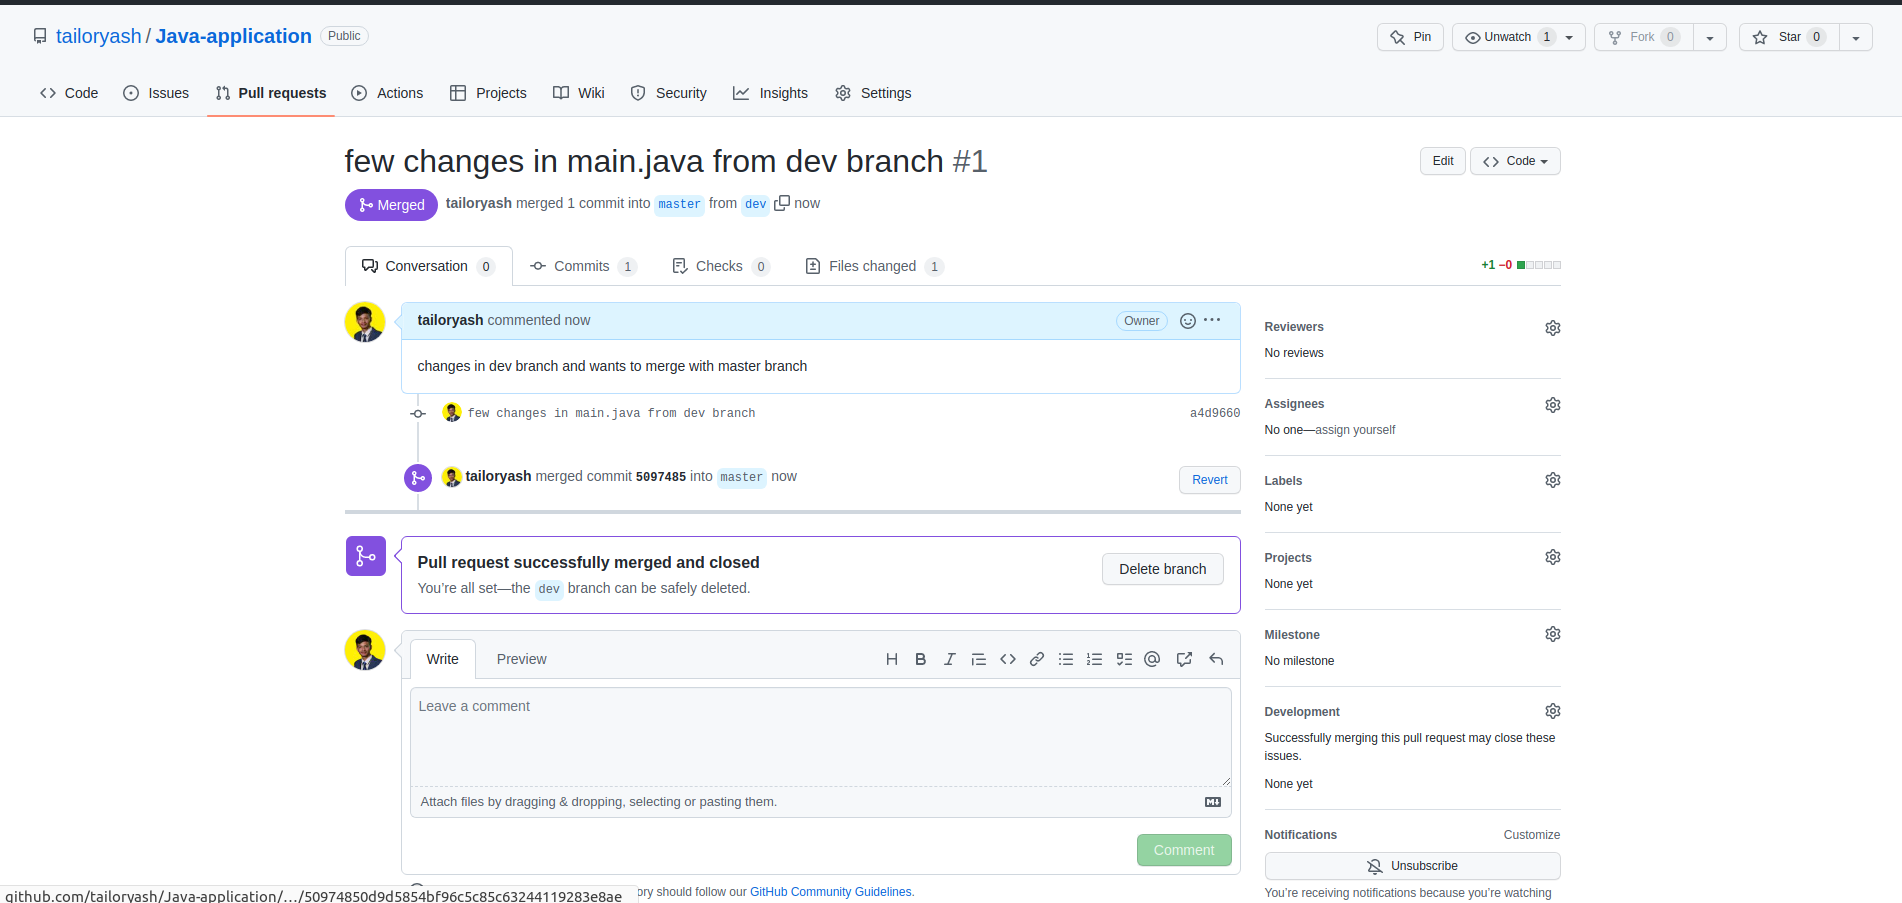 tailoryash / Java-application Public
Pin Unwatch 1 Fork 0 Star 0
Code Issues Pull requests Actions Projects Wiki Security Insights Settings
few changes in main.java from dev branch #1
Edit Code
Merged tailoryash merged 1 commit into master from dev now
Conversation 0 Commits 1 Checks 0 Files changed 1
+1 −0
tailoryash commented now
Owner
changes in dev branch and wants to merge with master branch
few changes in main.java from dev branch
a4d9660
tailoryash merged commit 5097485 into master now
Revert
Pull request successfully merged and closed
You're all set—the dev branch can be safely deleted.
Delete branch
Write Preview
Leave a comment
Attach files by dragging & dropping, selecting or pasting them.
Comment
ory should follow our GitHub Community Guidelines.
github.com/tailoryash/Java-application/…/50974850d9d5854bf96c5c85c63244119283e8ae
Reviewers
No reviews
Assignees
No one—assign yourself
Labels
None yet
Projects
None yet
Milestone
No milestone
Development
Successfully merging this pull request may close these
issues.
None yet
Notifications
Customize
Unsubscribe
You're receiving notifications because you're watching